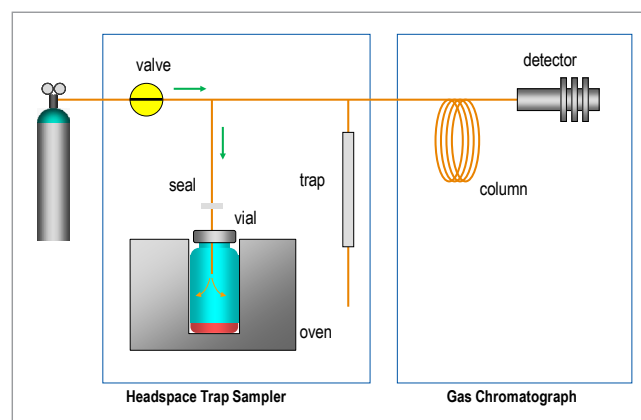 valve
detector
seal
trap
vial
column
oven
Headspace Trap Sampler
Gas Chromatograph